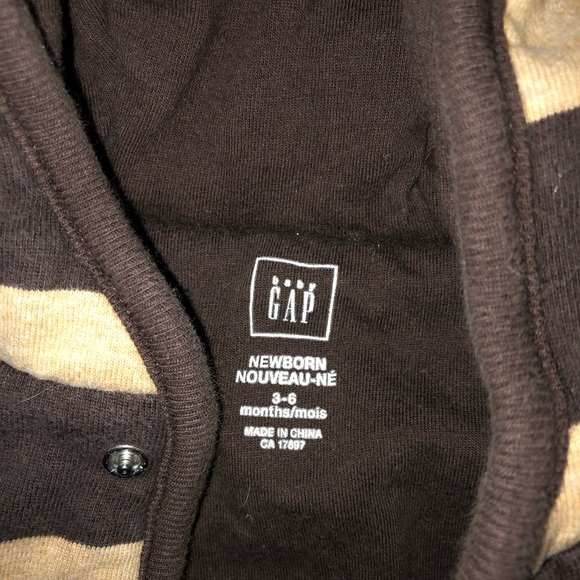 baby
GAP
NEWBORN
NOUVEAU-NÉ
3-6
months/mois
MADE IN CHINA
CA 17897